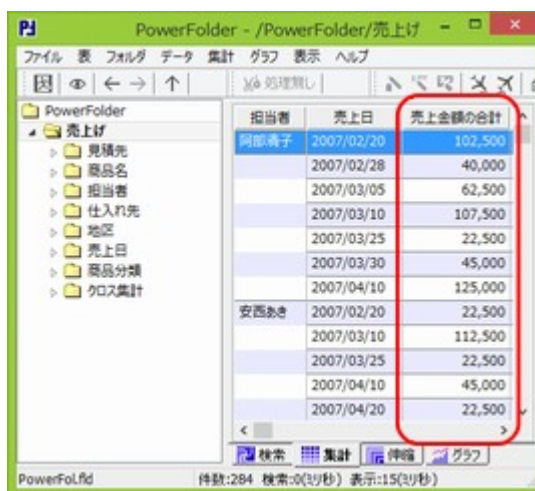 PowerFolder - /PowerFolder/売上げ
ファイル 表 フォルダ データ 集計 グラフ 表示 ヘルプ
処理無し
PowerFolder
売上げ
見積先
商品名
担当者
仕入れ先
地区
売上日
商品分類
クロス集計
担当者 売上日 売上金額の合計
阿部清子 2007/02/20 102,500
2007/02/28 40,000
2007/03/05 62,500
2007/03/10 107,500
2007/03/25 22,500
2007/03/30 45,000
2007/04/10 125,000
安西あき 2007/02/20 22,500
2007/03/10 112,500
2007/03/25 22,500
2007/04/10 45,000
2007/04/20 22,500
検索 集計 伸縮 グラフ
PowerFol.fld 件数:284 検索:0(ミリ秒) 表示:15(ミリ秒)